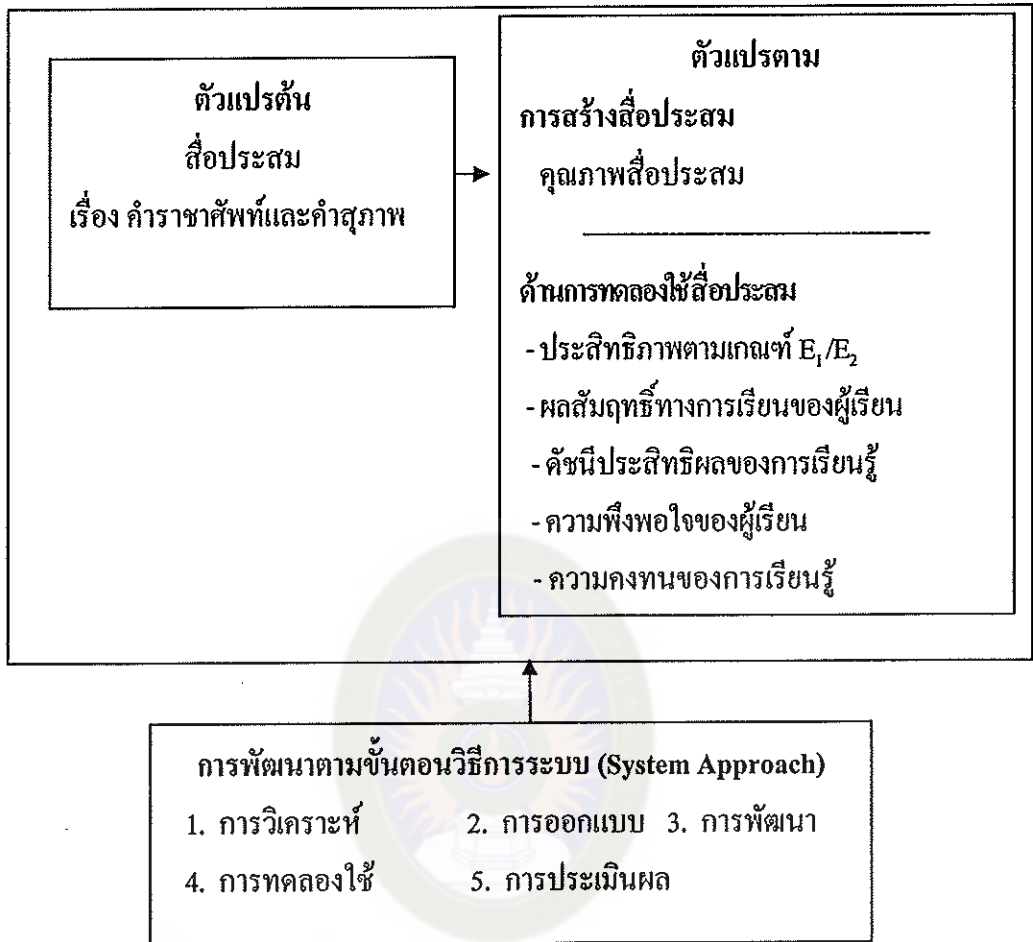 ตัวแปรต้น
สื่อประสม
เรื่อง คำราชาศัพท์และคำสุภาพ
ตัวแปรตาม
การสร้างสื่อประสม
คุณภาพสื่อประสม
ด้านการทดลองใช้สื่อประสม
- ประสิทธิภาพตามเกณฑ์ E₁/E₂
- ผลสัมฤทธิ์ทางการเรียนของผู้เรียน
- ดัชนีประสิทธิผลของการเรียนรู้
- ความพึงพอใจของผู้เรียน
- ความคงทนของการเรียนรู้
การพัฒนาตามขั้นตอนวิธีการระบบ (System Approach)
1. การวิเคราะห์ 2. การออกแบบ 3. การพัฒนา
4. การทดลองใช้ 5. การประเมินผล